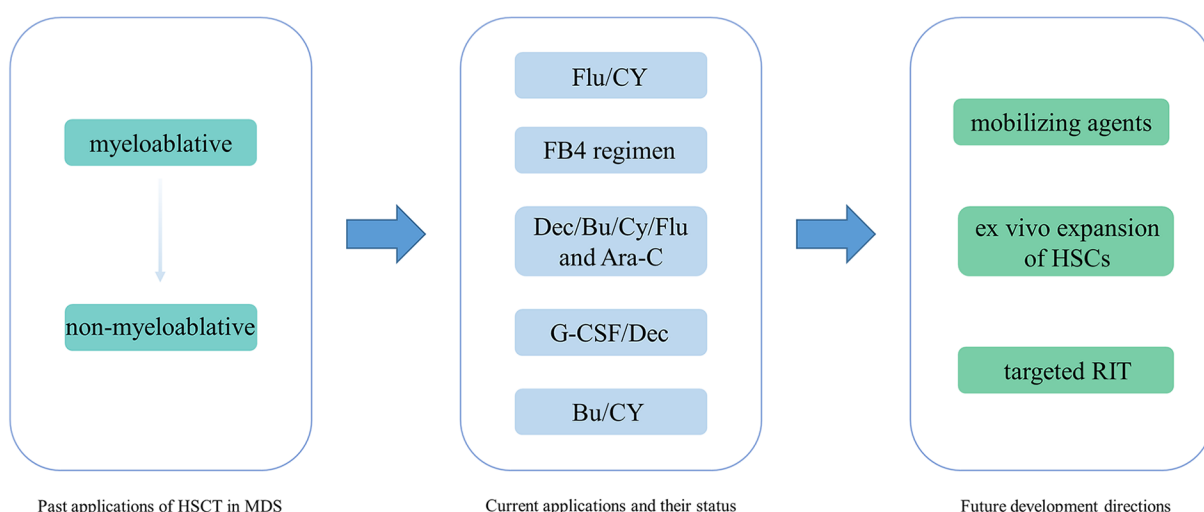 myeloablative
non-myeloablative
Past applications of HSCT in MDS
Flu/CY
FB4 regimen
Dec/Bu/Cy/Flu
and Ara-C
G-CSF/Dec
Bu/CY
Current applications and their status
mobilizing agents
ex vivo expansion
of HSCs
targeted RIT
Future development directions